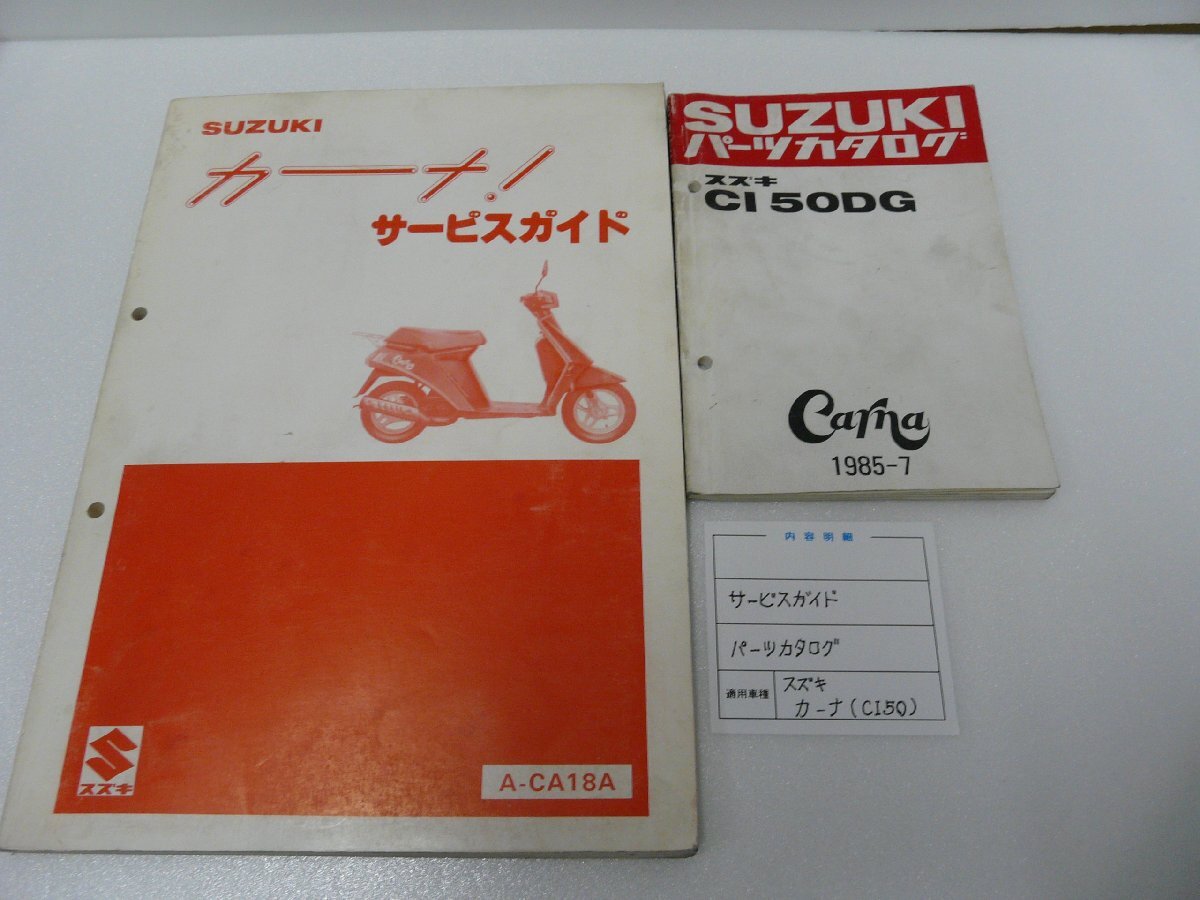 SUZUKI
カーナ!
サービスガイド
Carna
スズキ
A-CA18A
SUZUKI
パーツカタログ
スズキ
CI 50DG
Carna
1985-7
内容明細
サービスガイド
パーツカタログ
適用車種
スズキ
カーナ(CI50)